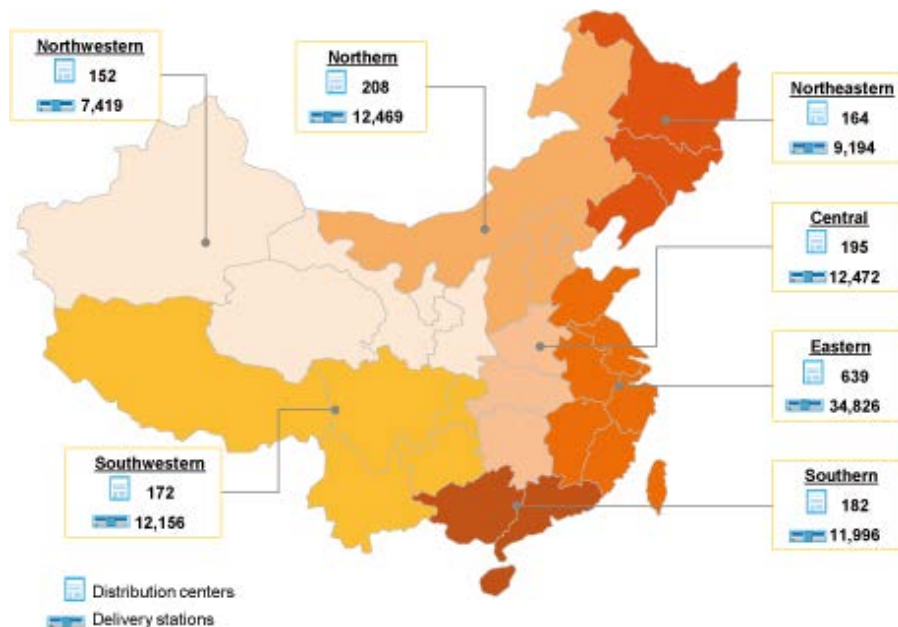 Northwestern
152
7,419
Northern
208
12,469
Northeastern
164
9,194
Central
195
12,472
Eastern
639
34,826
Southwestern
172
12,156
Southern
182
11,996
Distribution centers
Delivery stations